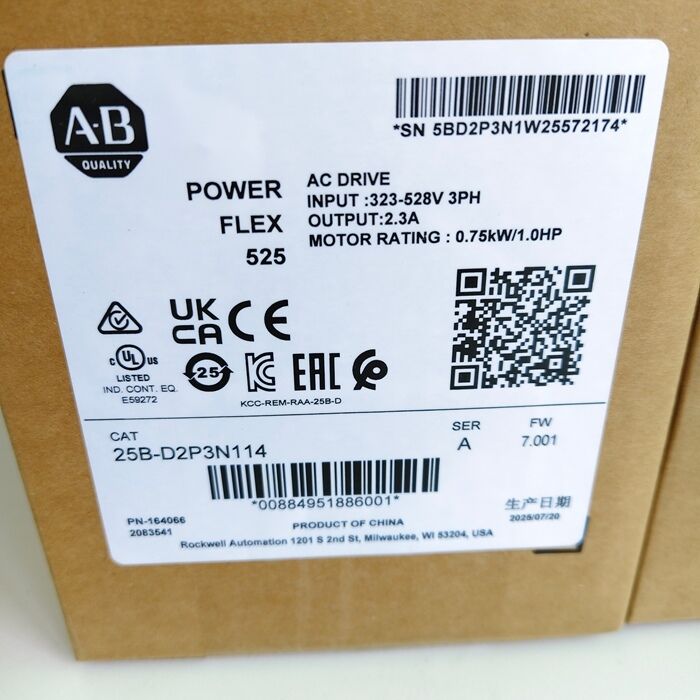 A·B
QUALITY
*SN 5BD2P3N1W25572174*
POWER
FLEX
525
AC DRIVE
INPUT :323-528V 3PH
OUTPUT:2.3A
MOTOR RATING : 0.75kW/1.0HP
UK
CA
CE
C UL US
LISTED
IND. CONT. EQ.
E59272
25
EAC
KCC-REM-RAA-25B-D
CAT
25B-D2P3N114
SER
A
FW
7.001
*00884951886001*
PN-164066
2083541
PRODUCT OF CHINA
Rockwell Automation 1201 S 2nd St, Milwaukee, WI 53204, USA
生产日期
2025/07/20